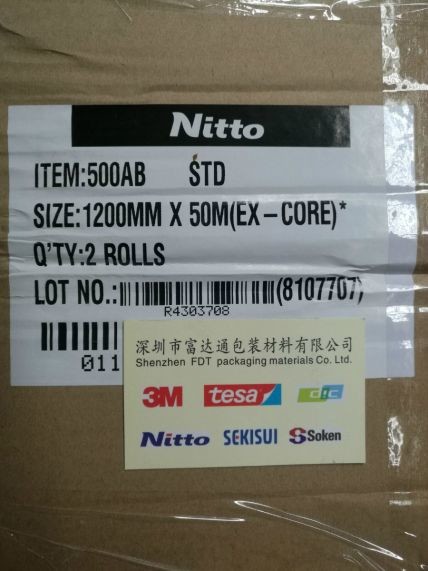 Nitto
ITEM:500AB STD
SIZE:1200MM X 50M(EX-CORE)*
Q'TY:2 ROLLS
LOT NO.: (8107707)
R4303708
011
深圳市富达通包装材料有限公司
Shenzhen FDT packaging materials Co. Ltd.
3M tesa dic
Nitto SEKISUI Soken